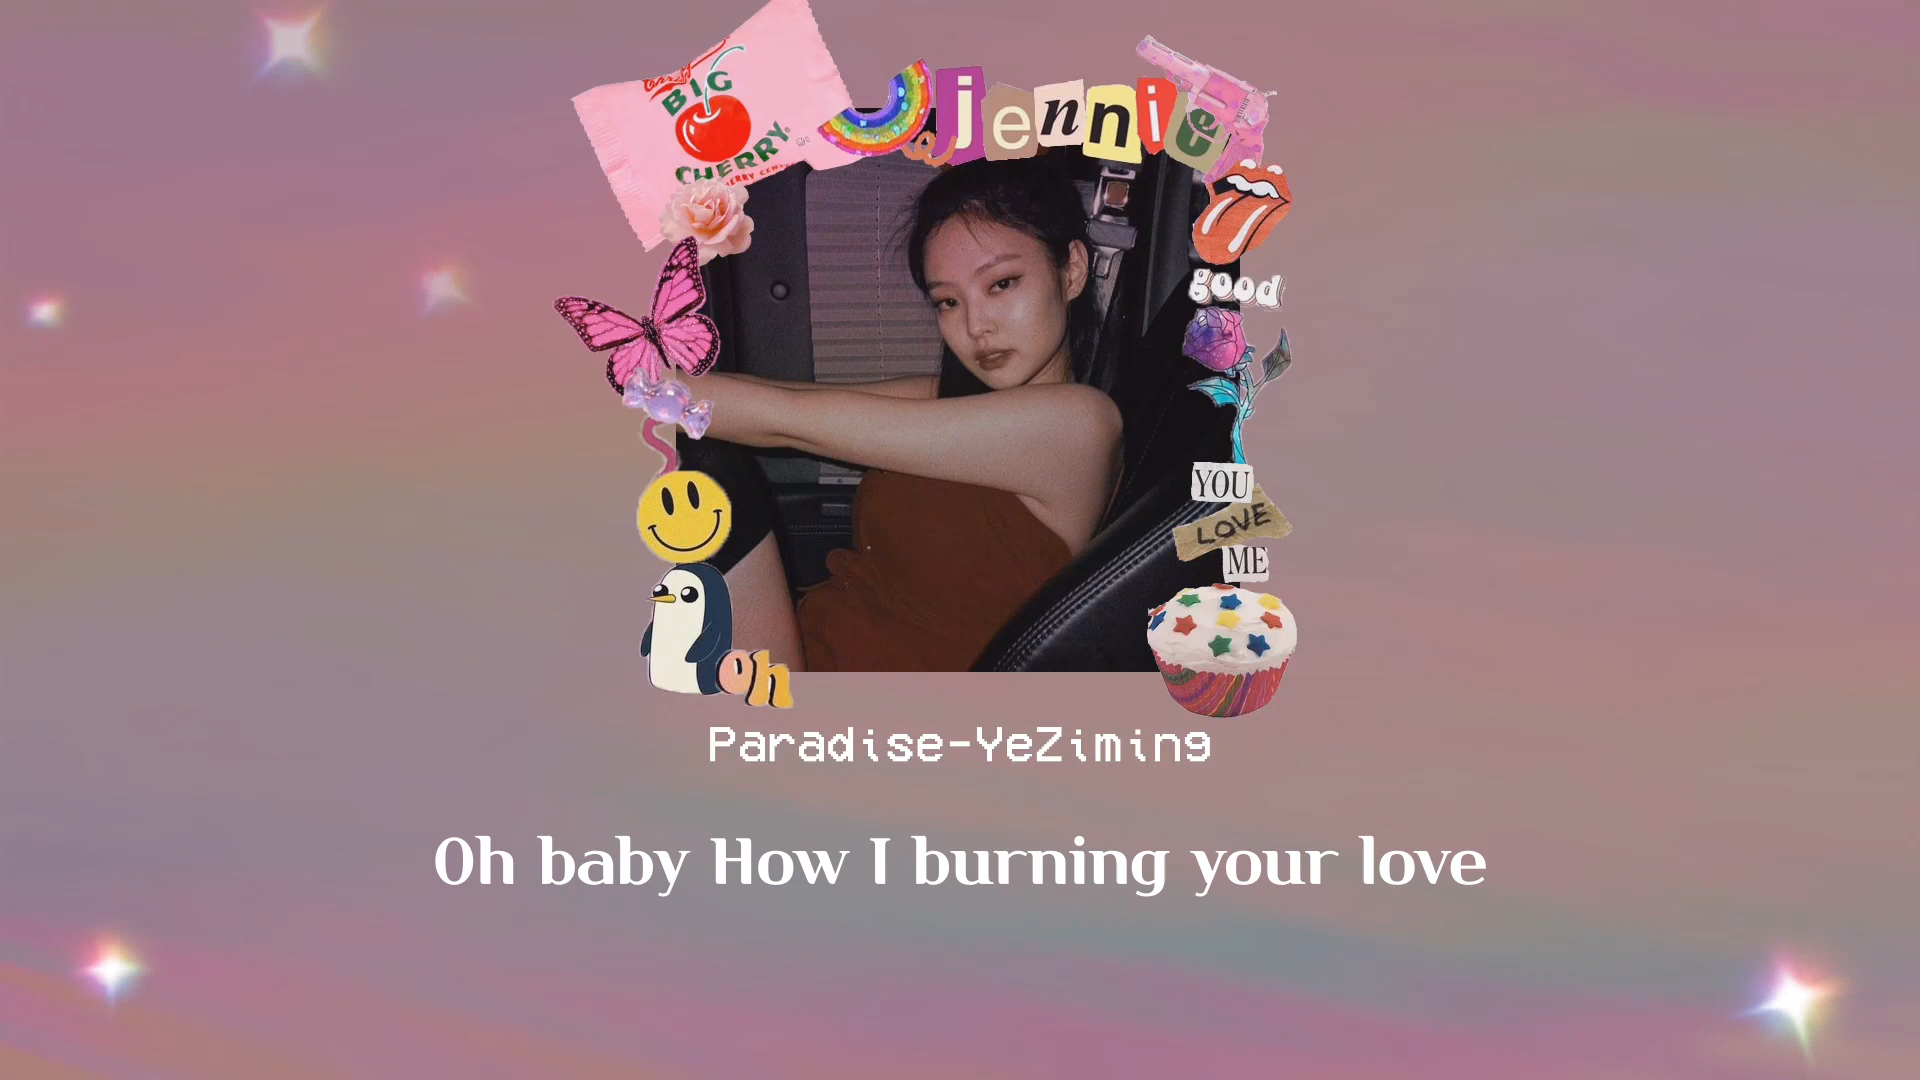 BIG
CHERRY
jennie
good
YOU
LOVE
ME
oh
Paradise-YeZiming
Oh baby How I burning your love